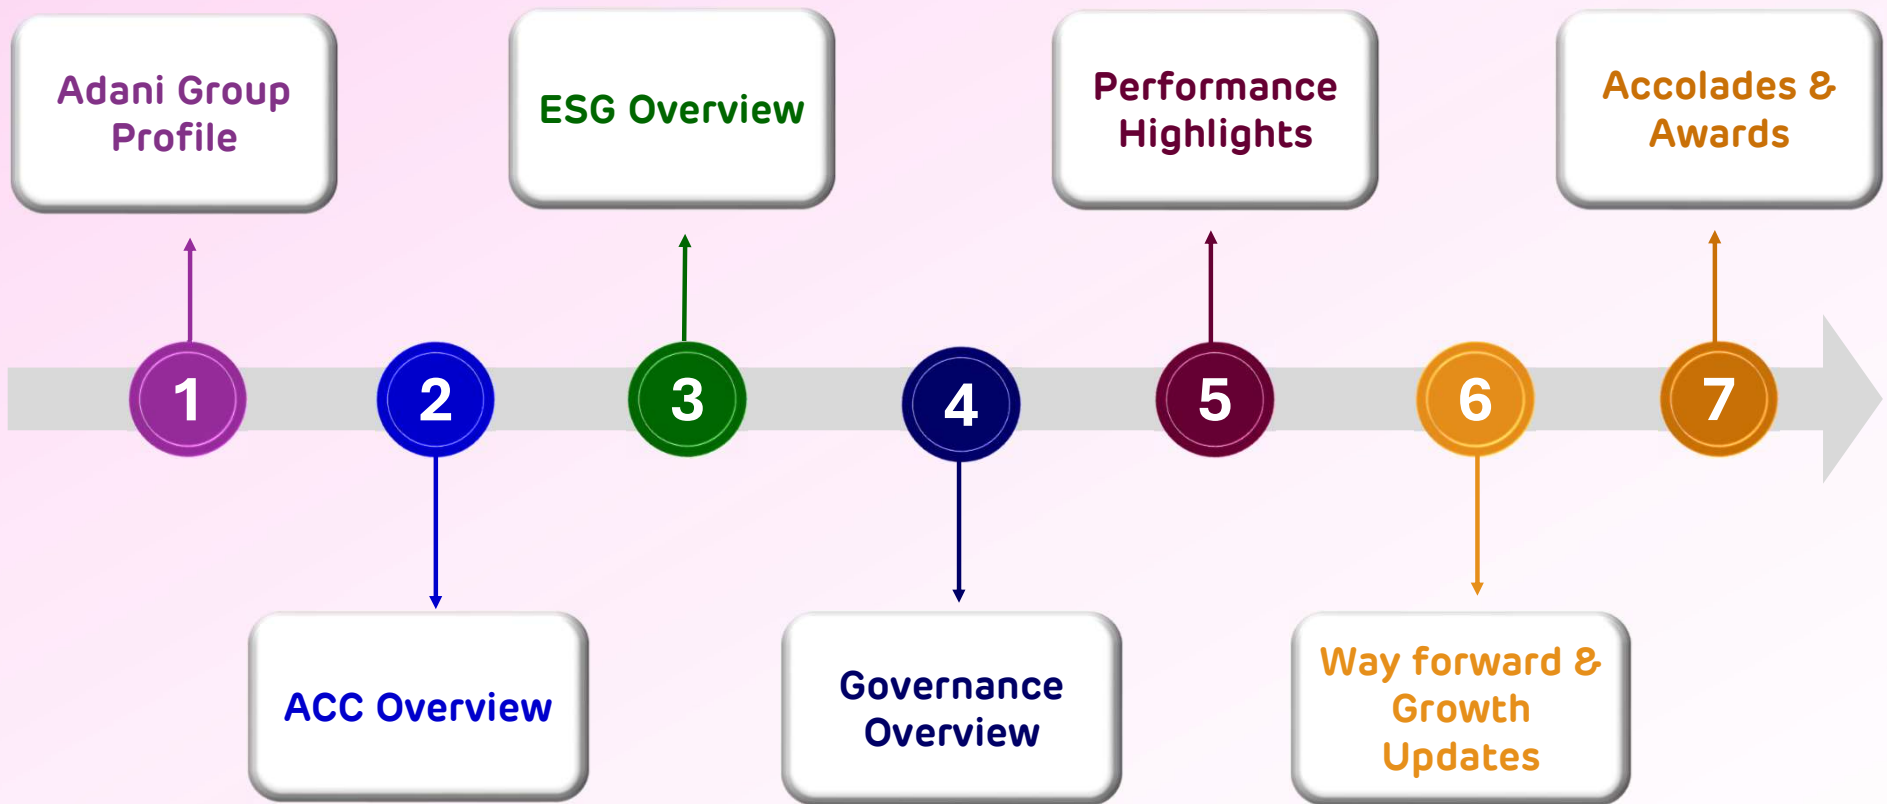 Adani Group
Profile
ESG Overview
Performance
Highlights
Accolades &
Awards
1
2
3
4
5
6
7
ACC Overview
Governance
Overview
Way forward &
Growth
Updates